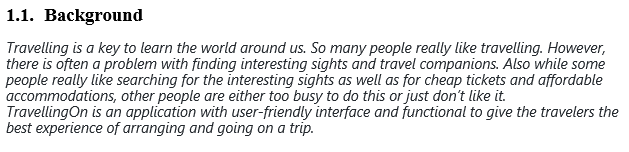 1.1. Background
Travelling is a key to learn the world around us. So many people really like travelling. However,
there is often a problem with finding interesting sights and travel companions. Also while some
people really like searching for the interesting sights as well as for cheap tickets and affordable
accommodations, other people are either too busy to do this or just don't like it.
TravellingOn is an application with user-friendly interface and functional to give the travelers the
best experience of arranging and going on a trip.